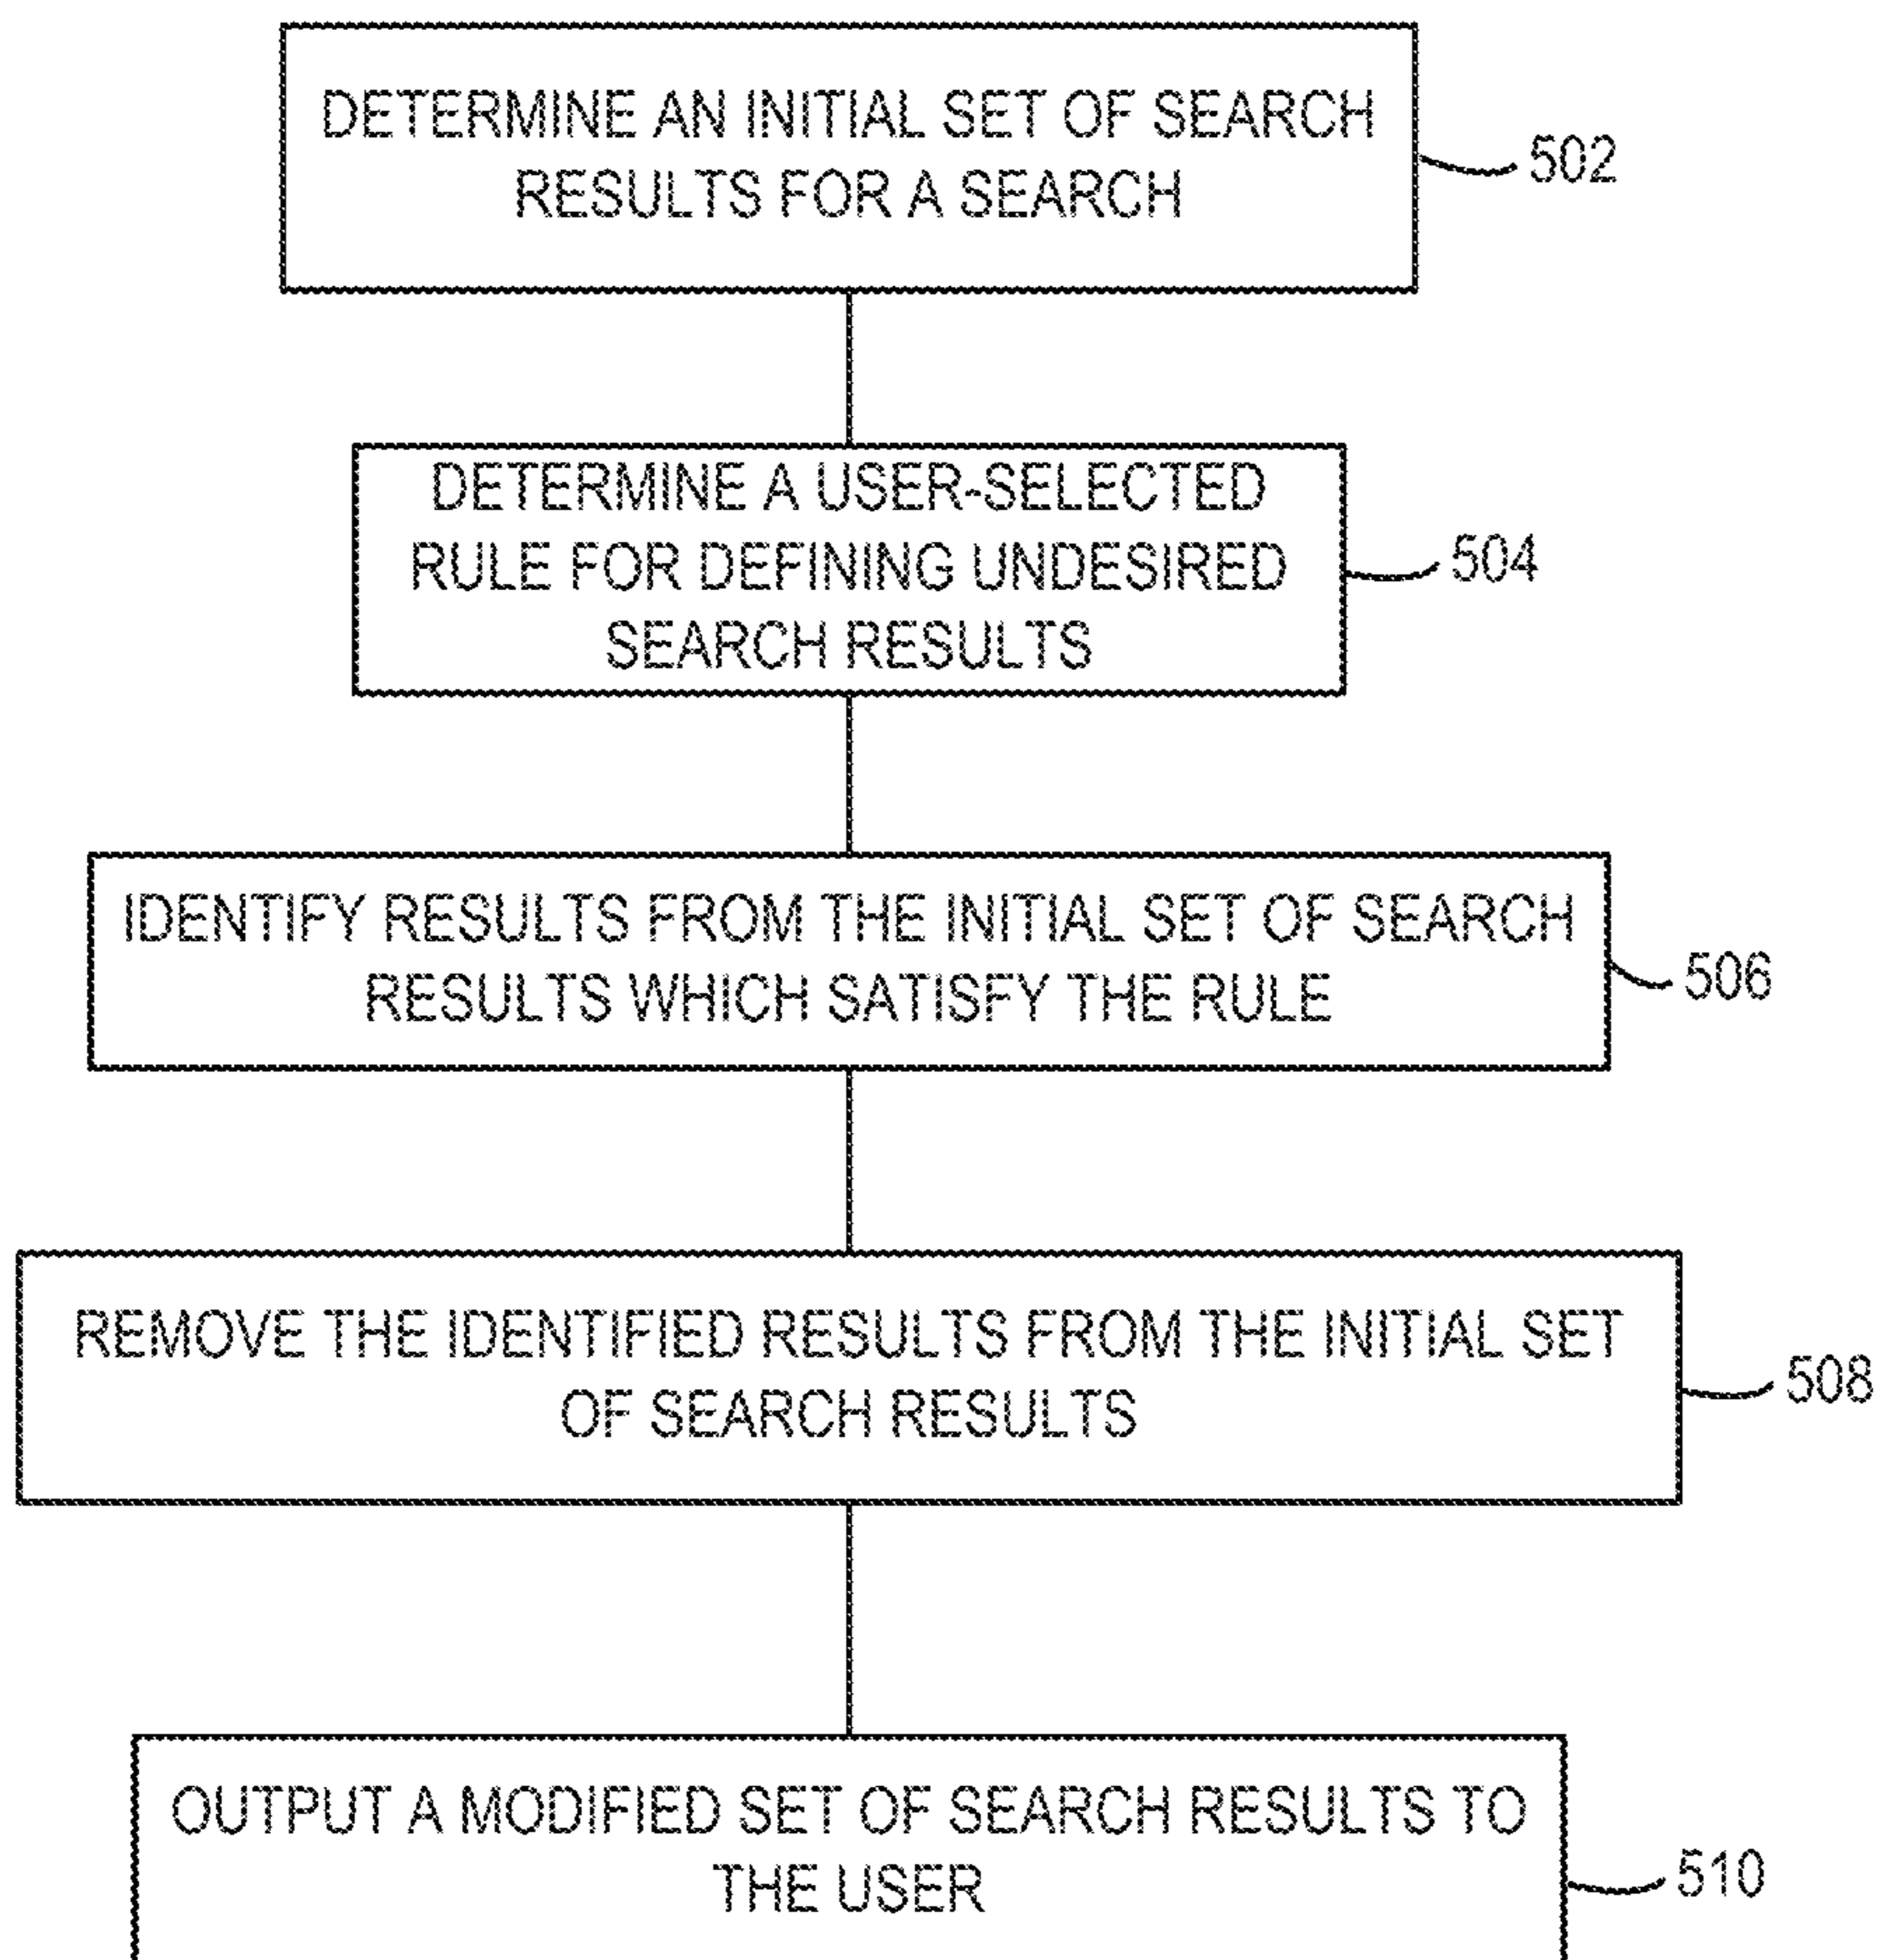 DETERMINE AN INITIAL SET OF SEARCH
RESULTS FOR A SEARCH
502
DETERMINE A USER-SELECTED
RULE FOR DEFINING UNDESIRED
SEARCH RESULTS
504
IDENTIFY RESULTS FROM THE INITIAL SET OF SEARCH
RESULTS WHICH SATISFY THE RULE
506
REMOVE THE IDENTIFIED RESULTS FROM THE INITIAL SET
OF SEARCH RESULTS
508
OUTPUT A MODIFIED SET OF SEARCH RESULTS TO
THE USER
510